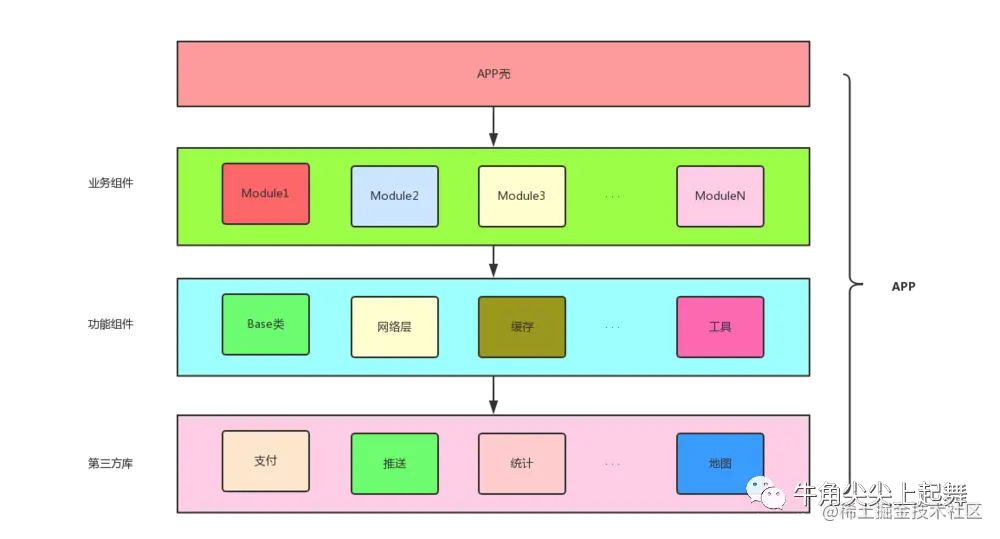 APP壳
业务组件
Module1
Module2
Module3
...
ModuleN
APP
功能组件
Base类
网络层
缓存
...
工具
第三方库
支付
推送
统计
...
地图
牛角尖尖上起舞
@稀土掘金技术社区